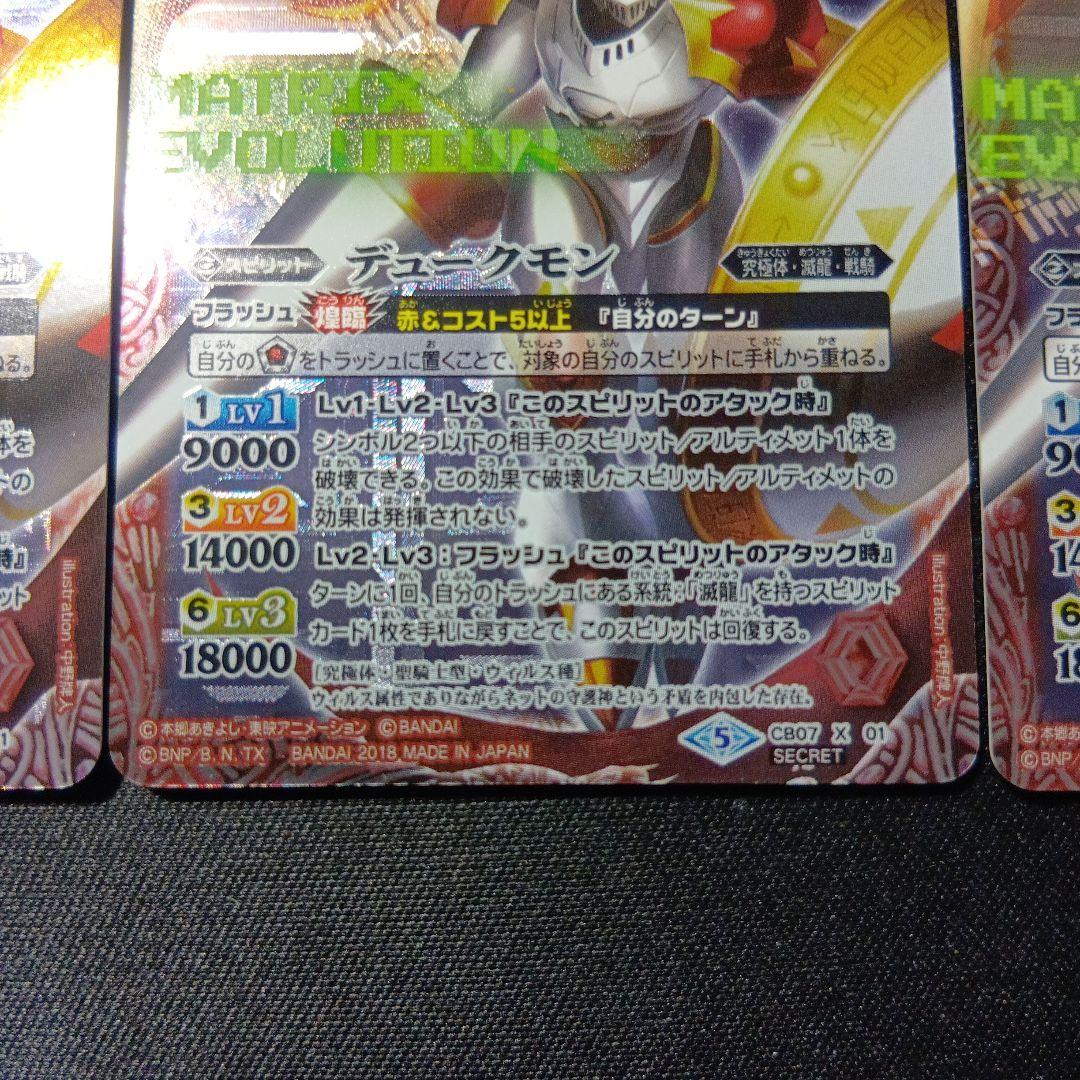 MATRIX
EVOLUTION
スピリット
デュークモン
究極体・滅龍・戦騎
フラッシュ 煌臨 赤&コスト5以上 『自分のターン』
自分の をトラッシュに置くことで、対象の自分のスピリットに手札から重ねる。
1 LV1
9000
3 LV2
14000
6 LV3
18000
Lv1・Lv2・Lv3『このスピリットのアタック時』
シンボル2つ以下の相手のスピリット/アルティメット1体を
破壊できる。この効果で破壊したスピリット/アルティメットの
効果は発揮されない。
Lv2・Lv3:フラッシュ『このスピリットのアタック時』
ターンに1回、自分のトラッシュにある系統:「滅龍」を持つスピリット
カード1枚を手札に戻すことで、このスピリットは回復する。
[究極体・聖騎士型・ウィルス種]
ウィルス属性でありながらネットの守護神という矛盾を内包した存在。
©本郷あきよし・東映アニメーション ©BANDAI
©BNP/B, N, TX ・ BANDAI 2018 MADE IN JAPAN
5
CB07 X 01
SECRET
illustration
MA
EV